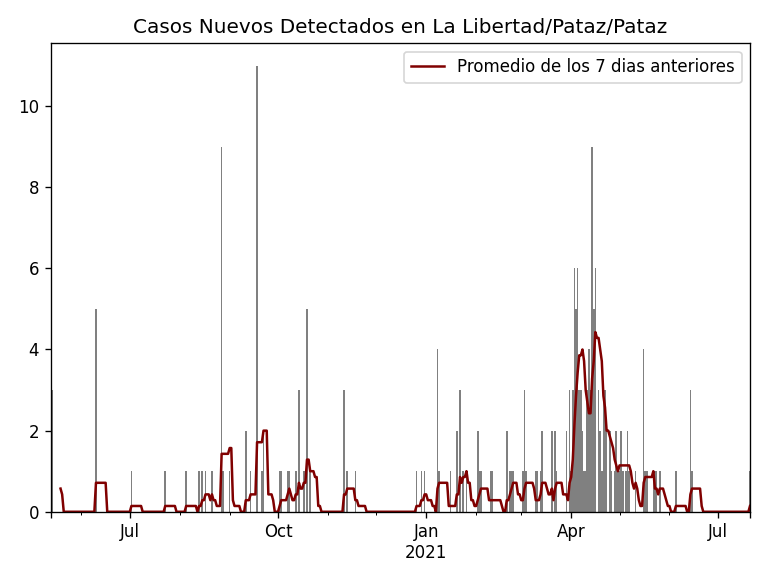 Casos Nuevos Detectados en La Libertad/Pataz/Pataz
Promedio de los 7 dias anteriores
10
8
6
4
2
0
Jul Oct Jan Apr Jul
2021